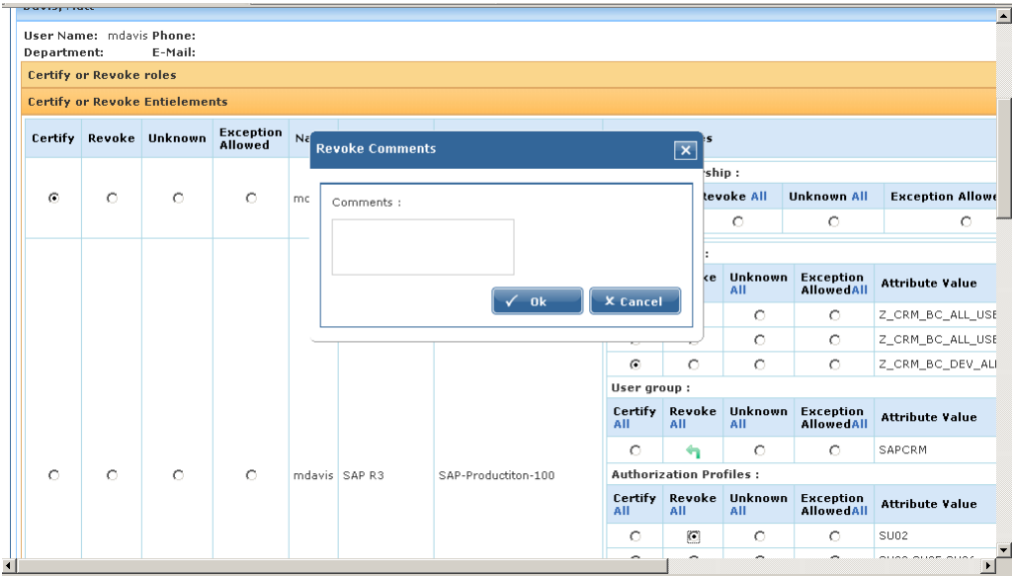 User Name: mdavis Phone:
Department: E-Mail:
Certify or Revoke roles
Certify or Revoke Entielements
Certify Revoke Unknown Exception Allowed
Revoke Comments
Comments :
Ok
X Cancel
mdavis SAP R3 SAP-Productiton-100
Revoke All Unknown All
Unknown All Exception AllowedAll Attribute Value
Z_CRM_BC_ALL_USE
Z_CRM_BC_ALL_USE
Z_CRM_BC_DEV_ALL
User group :
Certify All Revoke All Unknown All Exception AllowedAll Attribute Value
SAPCRM
Authorization Profiles :
Certify All Revoke All Unknown All Exception AllowedAll Attribute Value
SU02